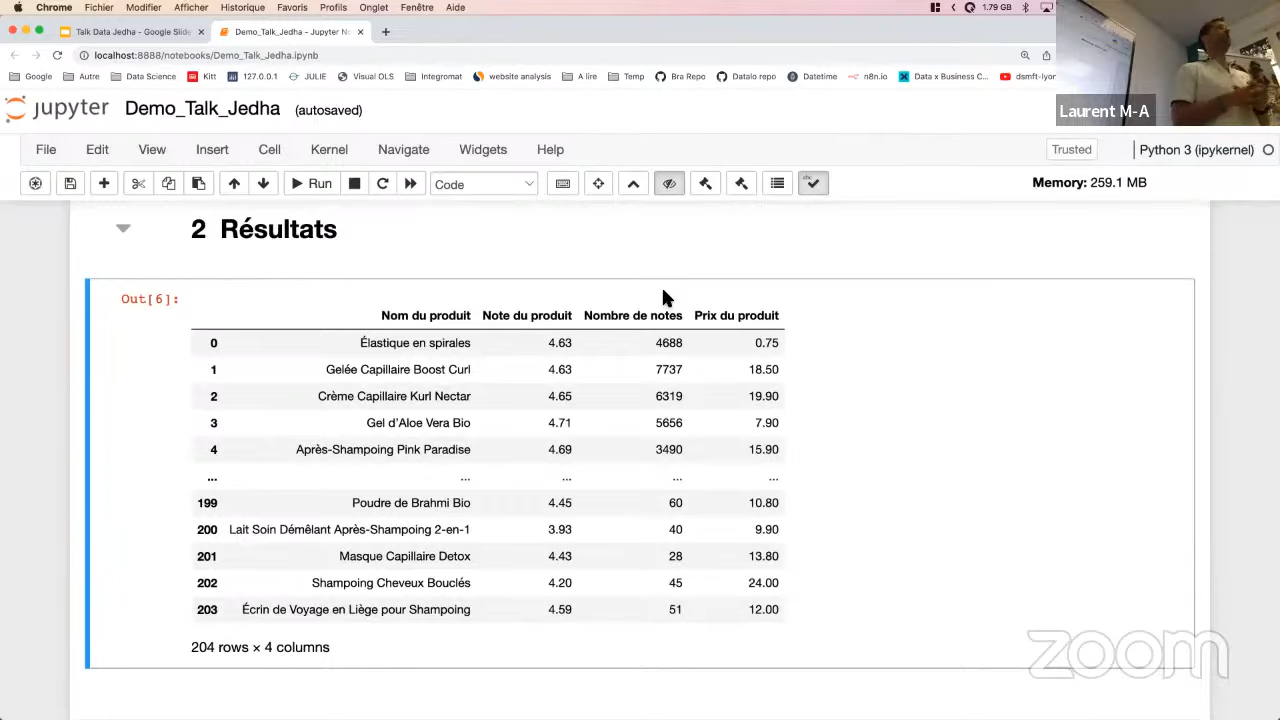 Chrome Fichier Modifier Afficher Historique Favoris Profils Onglet Fenêtre Aide 1.79 GB
Talk Data Jedha - Google Slide Demo_Talk_Jedha - Jupyter No
localhost:8888/notebooks/Demo_Talk_Jedha.ipynb
Google Autre Data Science Kitt 127.0.0.1 JULIE Visual OLS Integromat website analysis A lire Temp Bra Repo Datalo repo Datetime n8n.io Data x Business C... dsmft-lyon
Laurent M-A
jupyter Demo_Talk_Jedha (autosaved)
File Edit View Insert Cell Kernel Navigate Widgets Help Trusted Python 3 (ipykernel)
Run Code Memory: 259.1 MB
2 Résultats
Out[6]:
Nom du produit Note du produit Nombre de notes Prix du produit
0 Élastique en spirales 4.63 4688 0.75
1 Gelée Capillaire Boost Curl 4.63 7737 18.50
2 Crème Capillaire Kurl Nectar 4.65 6319 19.90
3 Gel d'Aloe Vera Bio 4.71 5656 7.90
4 Après-Shampoing Pink Paradise 4.69 3490 15.90
... ... ... ... ...
199 Poudre de Brahmi Bio 4.45 60 10.80
200 Lait Soin Démêlant Après-Shampoing 2-en-1 3.93 40 9.90
201 Masque Capillaire Detox 4.43 28 13.80
202 Shampoing Cheveux Bouclés 4.20 45 24.00
203 Écrin de Voyage en Liège pour Shampoing 4.59 51 12.00
204 rows × 4 columns
zoom